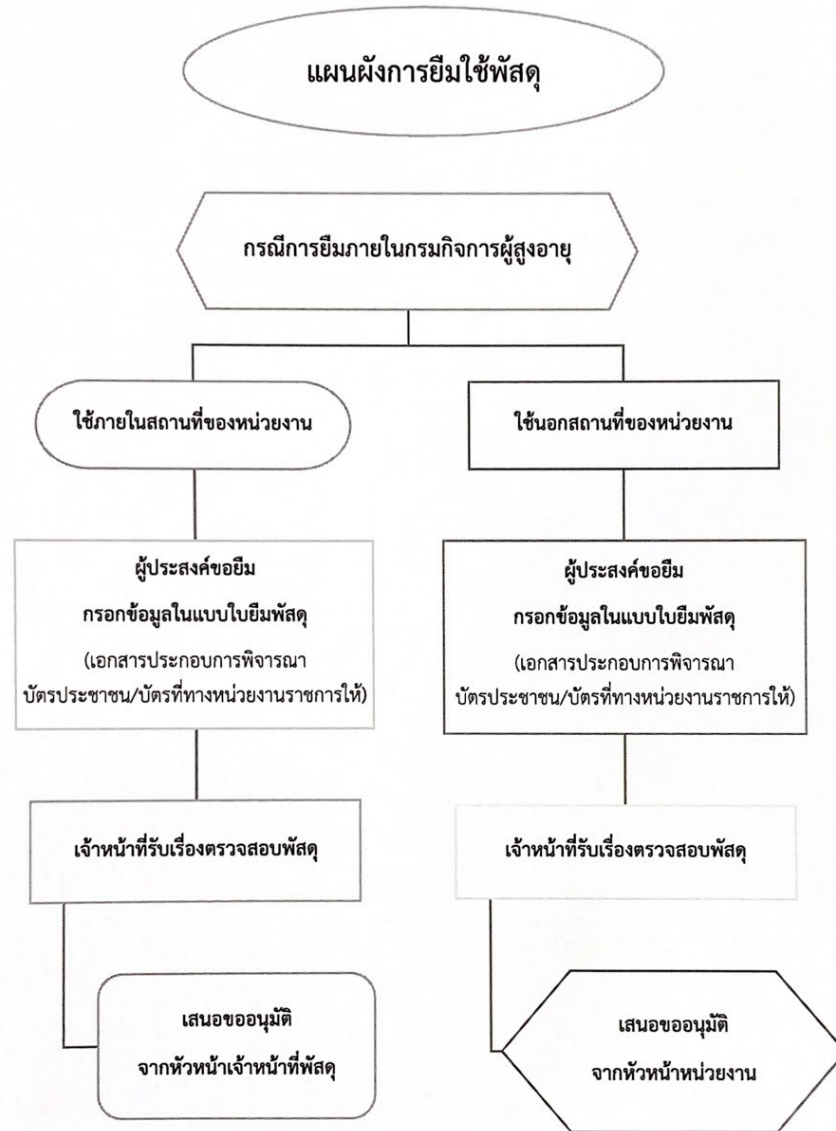 แผนผังการยืมใช้พัสดุ
กรณีการยืมภายในกรมกิจการผู้สูงอายุ
ใช้ภายในสถานที่ของหน่วยงาน
ใช้นอกสถานที่ของหน่วยงาน
ผู้ประสงค์ขอยืม
กรอกข้อมูลในแบบใบยืมพัสดุ
(เอกสารประกอบการพิจารณา
บัตรประชาชน/บัตรที่ทางหน่วยงานราชการให้)
ผู้ประสงค์ขอยืม
กรอกข้อมูลในแบบใบยืมพัสดุ
(เอกสารประกอบการพิจารณา
บัตรประชาชน/บัตรที่ทางหน่วยงานราชการให้)
เจ้าหน้าที่รับเรื่องตรวจสอบพัสดุ
เจ้าหน้าที่รับเรื่องตรวจสอบพัสดุ
เสนอขออนุมัติ
จากหัวหน้าเจ้าหน้าที่พัสดุ
เสนอขออนุมัติ
จากหัวหน้าหน่วยงาน